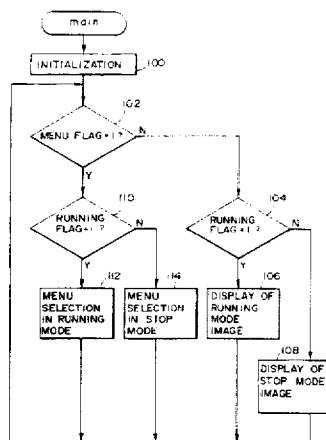 main
INITIALIZATION
100
102
MENU FLAG=1?
N
Y
110
104
RUNNING
FLAG=1?
N
Y
RUNNING
FLAG=1?
N
Y
112
114
106
MENU
SELECTION
IN RUNNING
MODE
MENU
SELECTION
IN STOP
MODE
DISPLAY OF
RUNNING
MODE
IMAGE
108
DISPLAY OF
STOP MODE
IMAGE